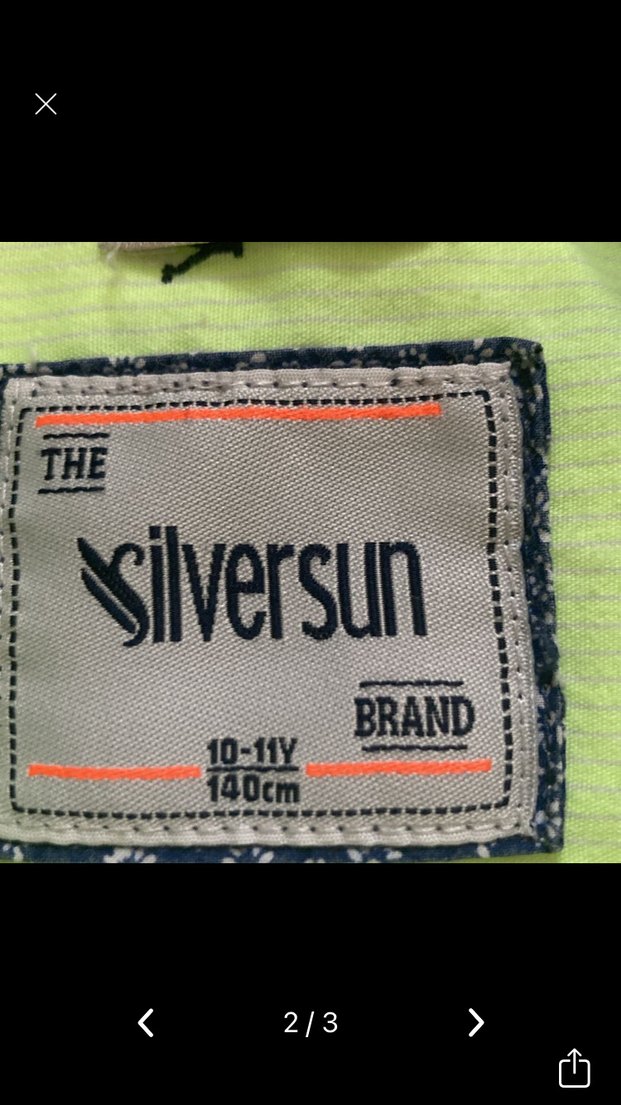 THE
silversun
BRAND
10-11Y
140cm
2 / 3